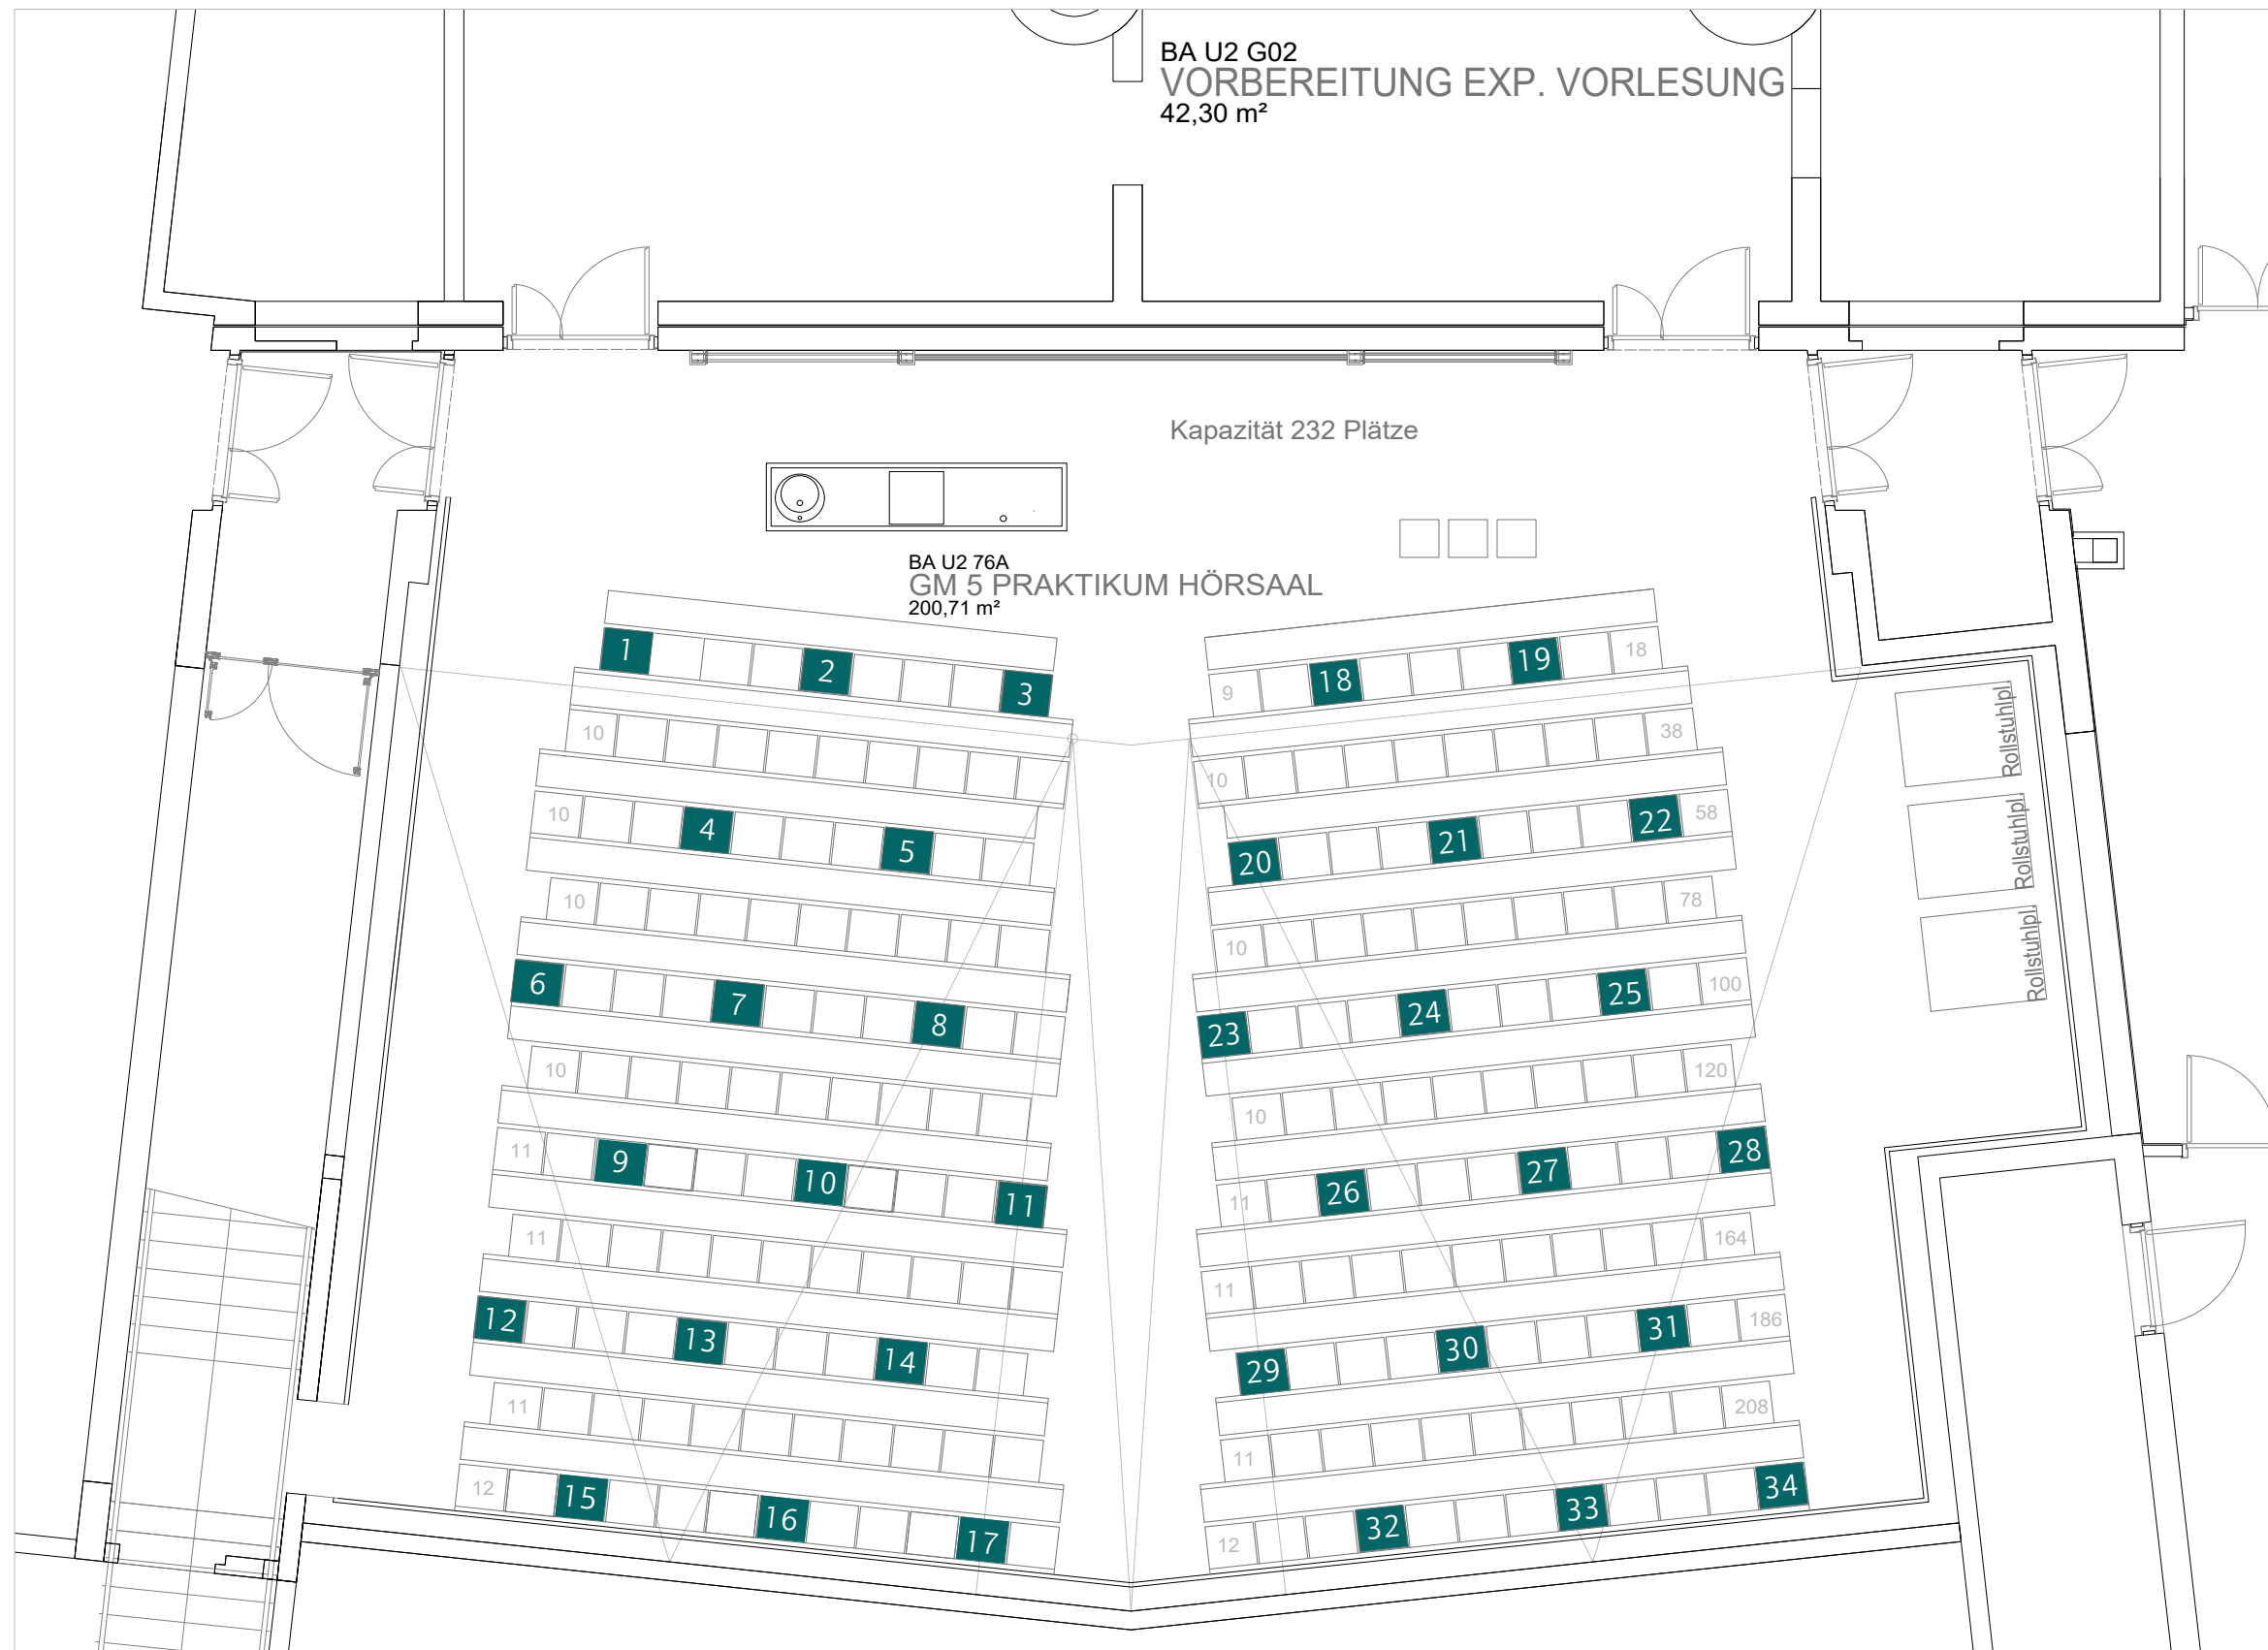 BA U2 G02
VORBEREITUNG EXP. VORLESUNG
42,30 m²
Kapazität 232 Plätze
BA U2 76A
GM 5 PRAKTIKUM HÖRSAAL
200,71 m²
1 2 3
9 18 19 18
10
10 38
10 4 5
20 21 22 58
10
10 78
6 7 8
23 24 25 100
10
10 120
11 9 10 11
11 26 27 28
11
11 164
12 13 14
29 30 31 186
11
11 208
12 15 16 17
12 32 33 34
Rollstuhlpl.
Rollstuhlpl.
Rollstuhlpl.